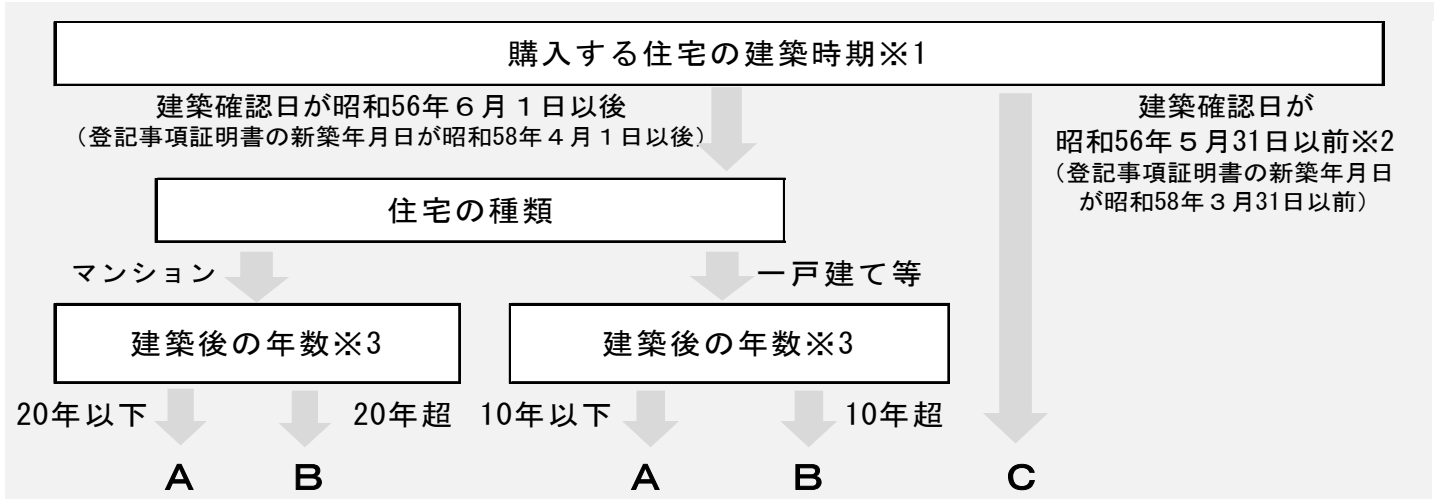 購入する住宅の建築時期※1
建築確認日が昭和56年６月１日以後
（登記事項証明書の新築年月日が昭和58年４月１日以後）
建築確認日が
昭和56年５月31日以前※2
（登記事項証明書の新築年月日
が昭和58年３月31日以前）
住宅の種類
マンション
一戸建て等
建築後の年数※3
建築後の年数※3
20年以下
20年超
10年以下
10年超
A
B
A
B
C